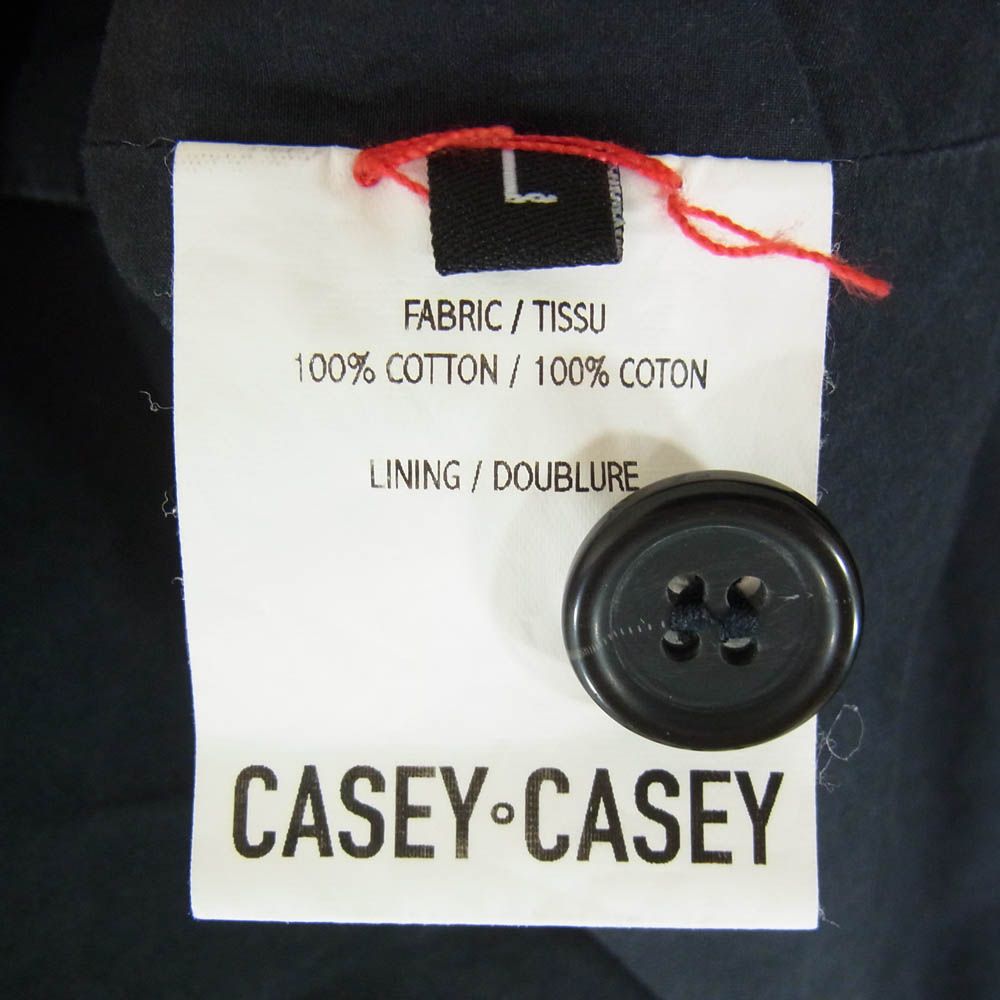 L
FABRIC / TISSU
100% COTTON / 100% COTON
LINING / DOUBLURE
CASEY°CASEY